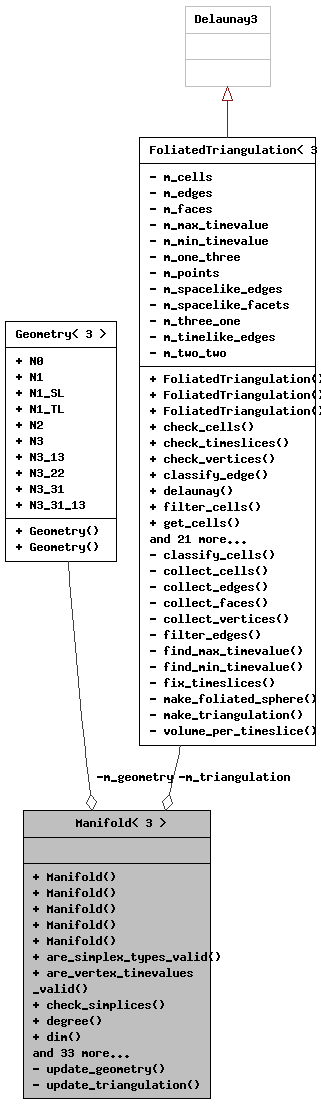 Delaunay3
FoliatedTriangulation< 3
- m_cells
- m_edges
- m_faces
- m_max_timevalue
- m_min_timevalue
- m_one_three
- m_points
- m_spacelike_edges
- m_spacelike_facets
- m_three_one
- m_timelike_edges
- m_two_two
+ FoliatedTriangulation()
+ FoliatedTriangulation()
+ FoliatedTriangulation()
+ check_cells()
+ check_timeslices()
+ check_vertices()
+ classify_edge()
+ delaunay()
+ filter_cells()
+ get_cells()
and 21 more...
- classify_cells()
- collect_cells()
- collect_edges()
- collect_faces()
- collect_vertices()
- filter_edges()
- find_max_timevalue()
- find_min_timevalue()
- fix_timeslices()
- make_foliated_sphere()
- make_triangulation()
- volume_per_timeslice()
Geometry< 3 >
+ N0
+ N1
+ N1_SL
+ N1_TL
+ N2
+ N3
+ N3_13
+ N3_22
+ N3_31
+ N3_31_13
+ Geometry()
+ Geometry()
-m_geometry
-m_triangulation
Manifold< 3 >
+ Manifold()
+ Manifold()
+ Manifold()
+ Manifold()
+ Manifold()
+ are_simplex_types_valid()
+ are_vertex_timevalues
_valid()
+ check_simplices()
+ degree()
+ dim()
and 33 more...
- update_geometry()
- update_triangulation()